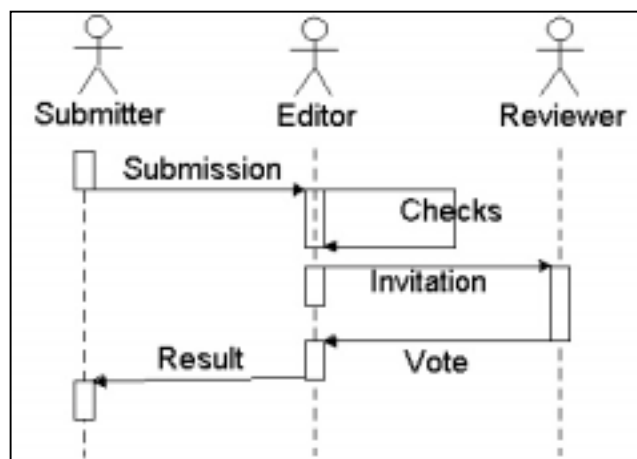 Submitter Editor Reviewer
Submission
Checks
Invitation
Result Vote